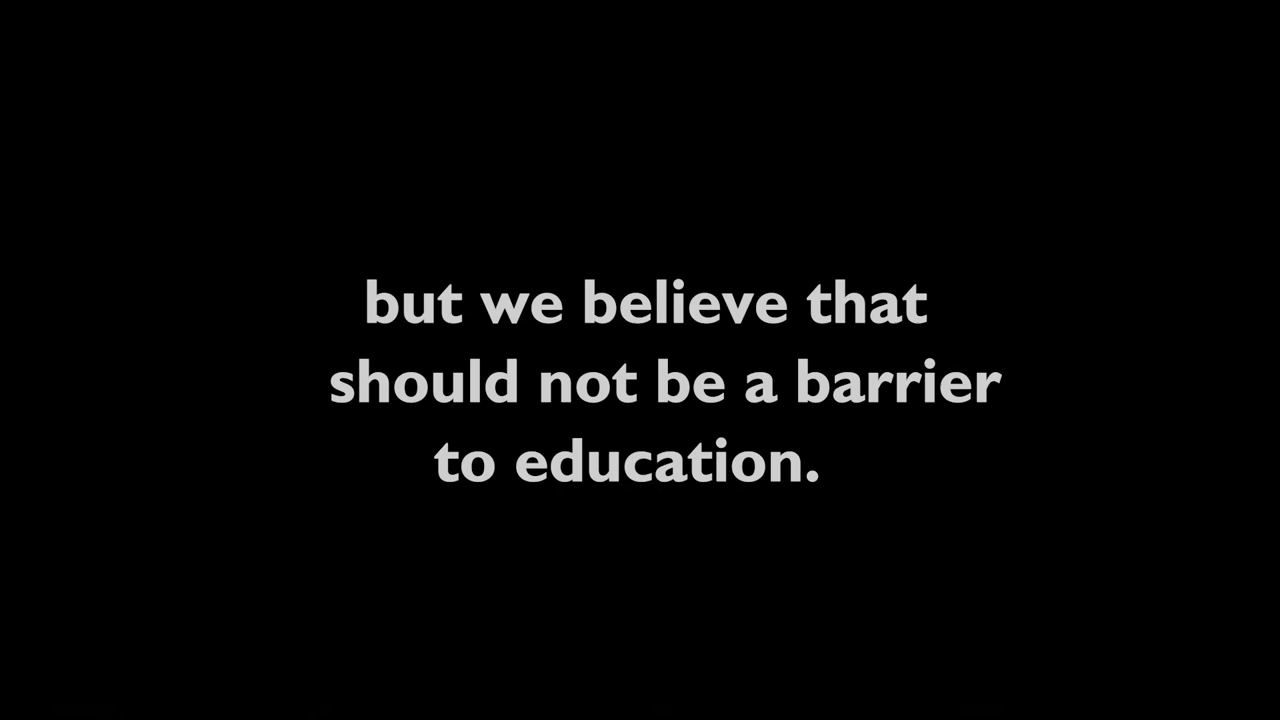 but we believe that
should not be a barrier
to education.